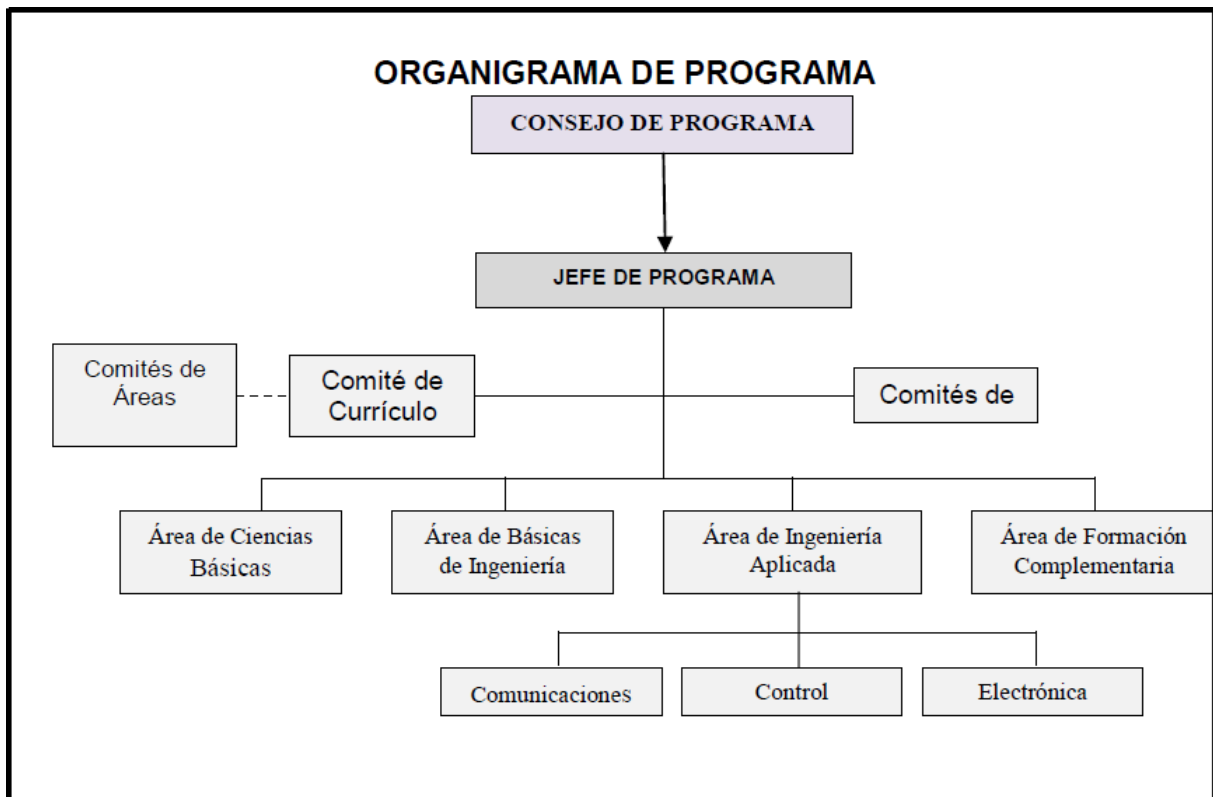 ORGANIGRAMA DE PROGRAMA
CONSEJO DE PROGRAMA
JEFE DE PROGRAMA
Comités de
Áreas
Comité de
Currículo
Comités de
Área de Ciencias
Básicas
Área de Básicas
de Ingeniería
Área de Ingeniería
Aplicada
Área de Formación
Complementaria
Comunicaciones
Control
Electrónica